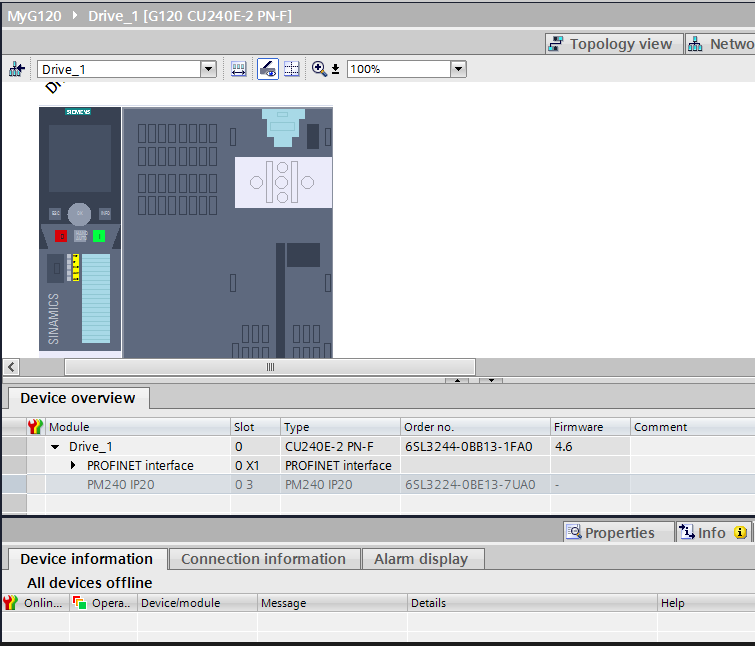 MyG120 Drive_1 [G120 CU240E-2 PN-F]
Topology view Netwo
Drive_1 100%
SIEMENS
ESC OK INFO
SINAMICS
Device overview
Module Slot Type Order no. Firmware Comment
Drive_1 0 CU240E-2 PN-F 6SL3244-0BB13-1FA0 4.6
PROFINET interface 0 X1 PROFINET interface
PM240 IP20 0 3 PM240 IP20 6SL3224-0BE13-7UA0 -
Properties Info
Device information Connection information Alarm display
All devices offline
Onlin... Opera.. Device/module Message Details Help